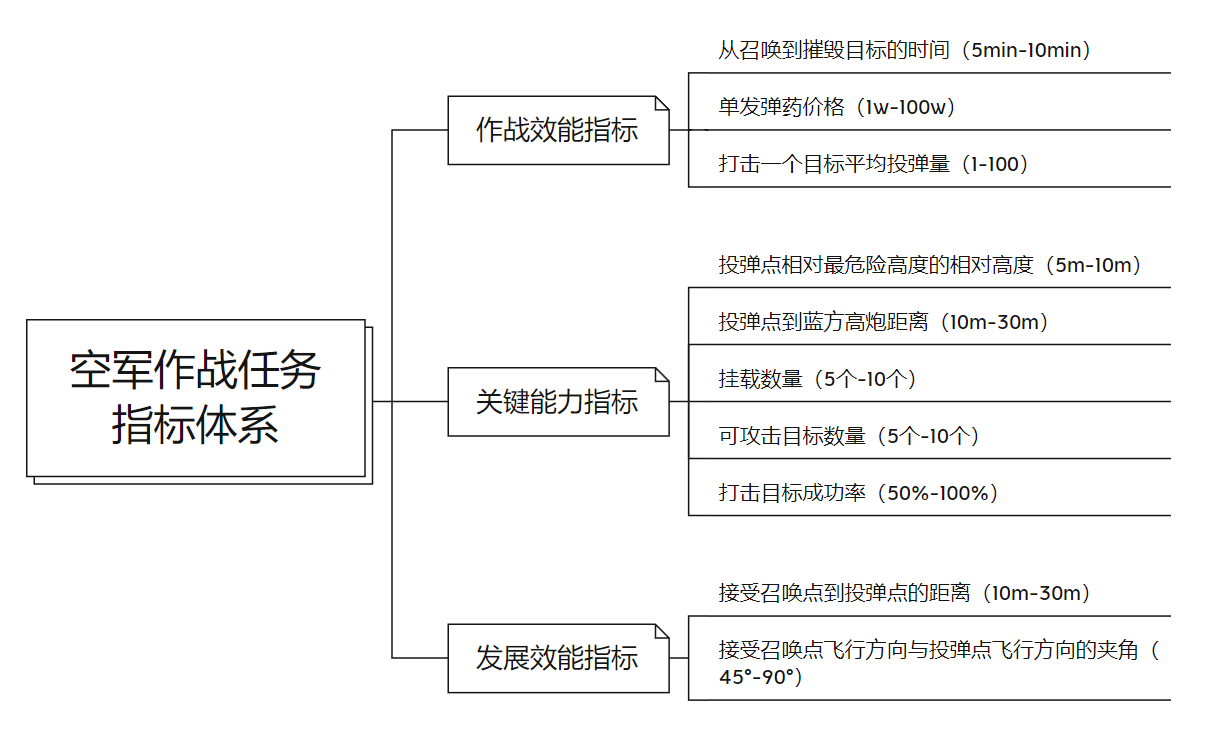 空军作战任务
指标体系
作战效能指标
从召唤到摧毁目标的时间（5min-10min）
单发弹药价格（1w-100w）
打击一个目标平均投弹量（1-100）
关键能力指标
投弹点相对最危险高度的相对高度（5m-10m）
投弹点到蓝方高炮距离（10m-30m）
挂载数量（5个-10个）
可攻击目标数量（5个-10个）
打击目标成功率（50%-100%）
发展效能指标
接受召唤点到投弹点的距离（10m-30m）
接受召唤点飞行方向与投弹点飞行方向的夹角（
45°-90°）